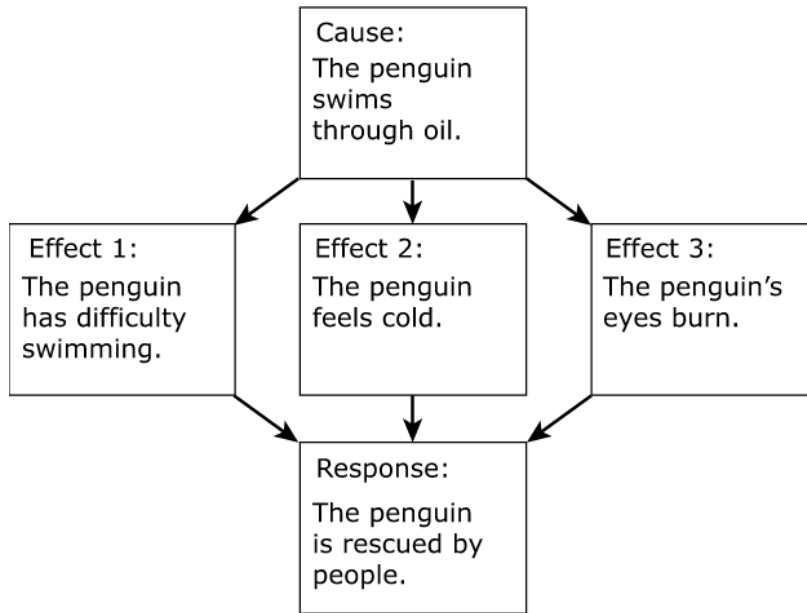 Cause:
The penguin
swims
through oil.
Effect 1:
The penguin
has difficulty
swimming.
Effect 2:
The penguin
feels cold.
Effect 3:
The penguin’s
eyes burn.
Response:
The penguin
is rescued by
people.